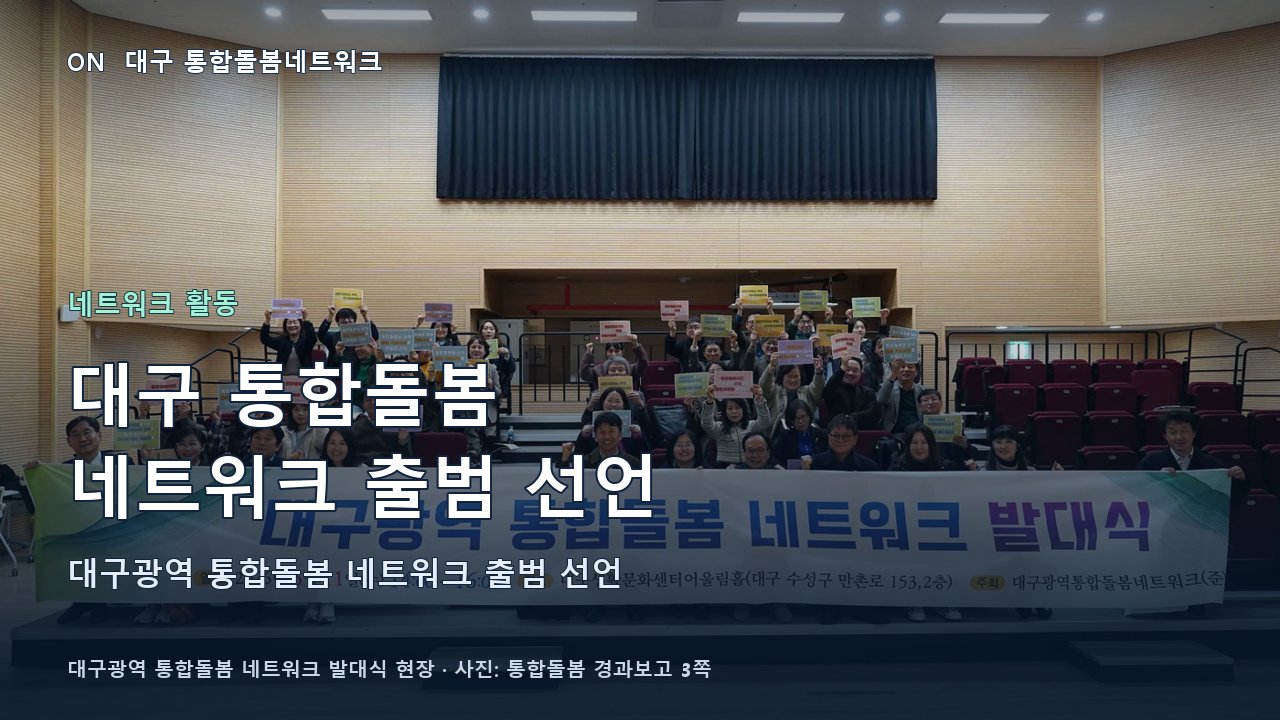 ON 대구 통합돌봄네트워크
네트워크 활동
대구 통합돌봄
네트워크 출범 선언
대구광역 통합돌봄 네트워크 발대식
대구광역 통합돌봄 네트워크 출범 선언
문화센터어울림홀(대구 수성구 만촌로 153,2층) 주최 대구광역통합돌봄네트워크(준
대구광역 통합돌봄 네트워크 발대식 현장 · 사진: 통합돌봄 경과보고 3쪽